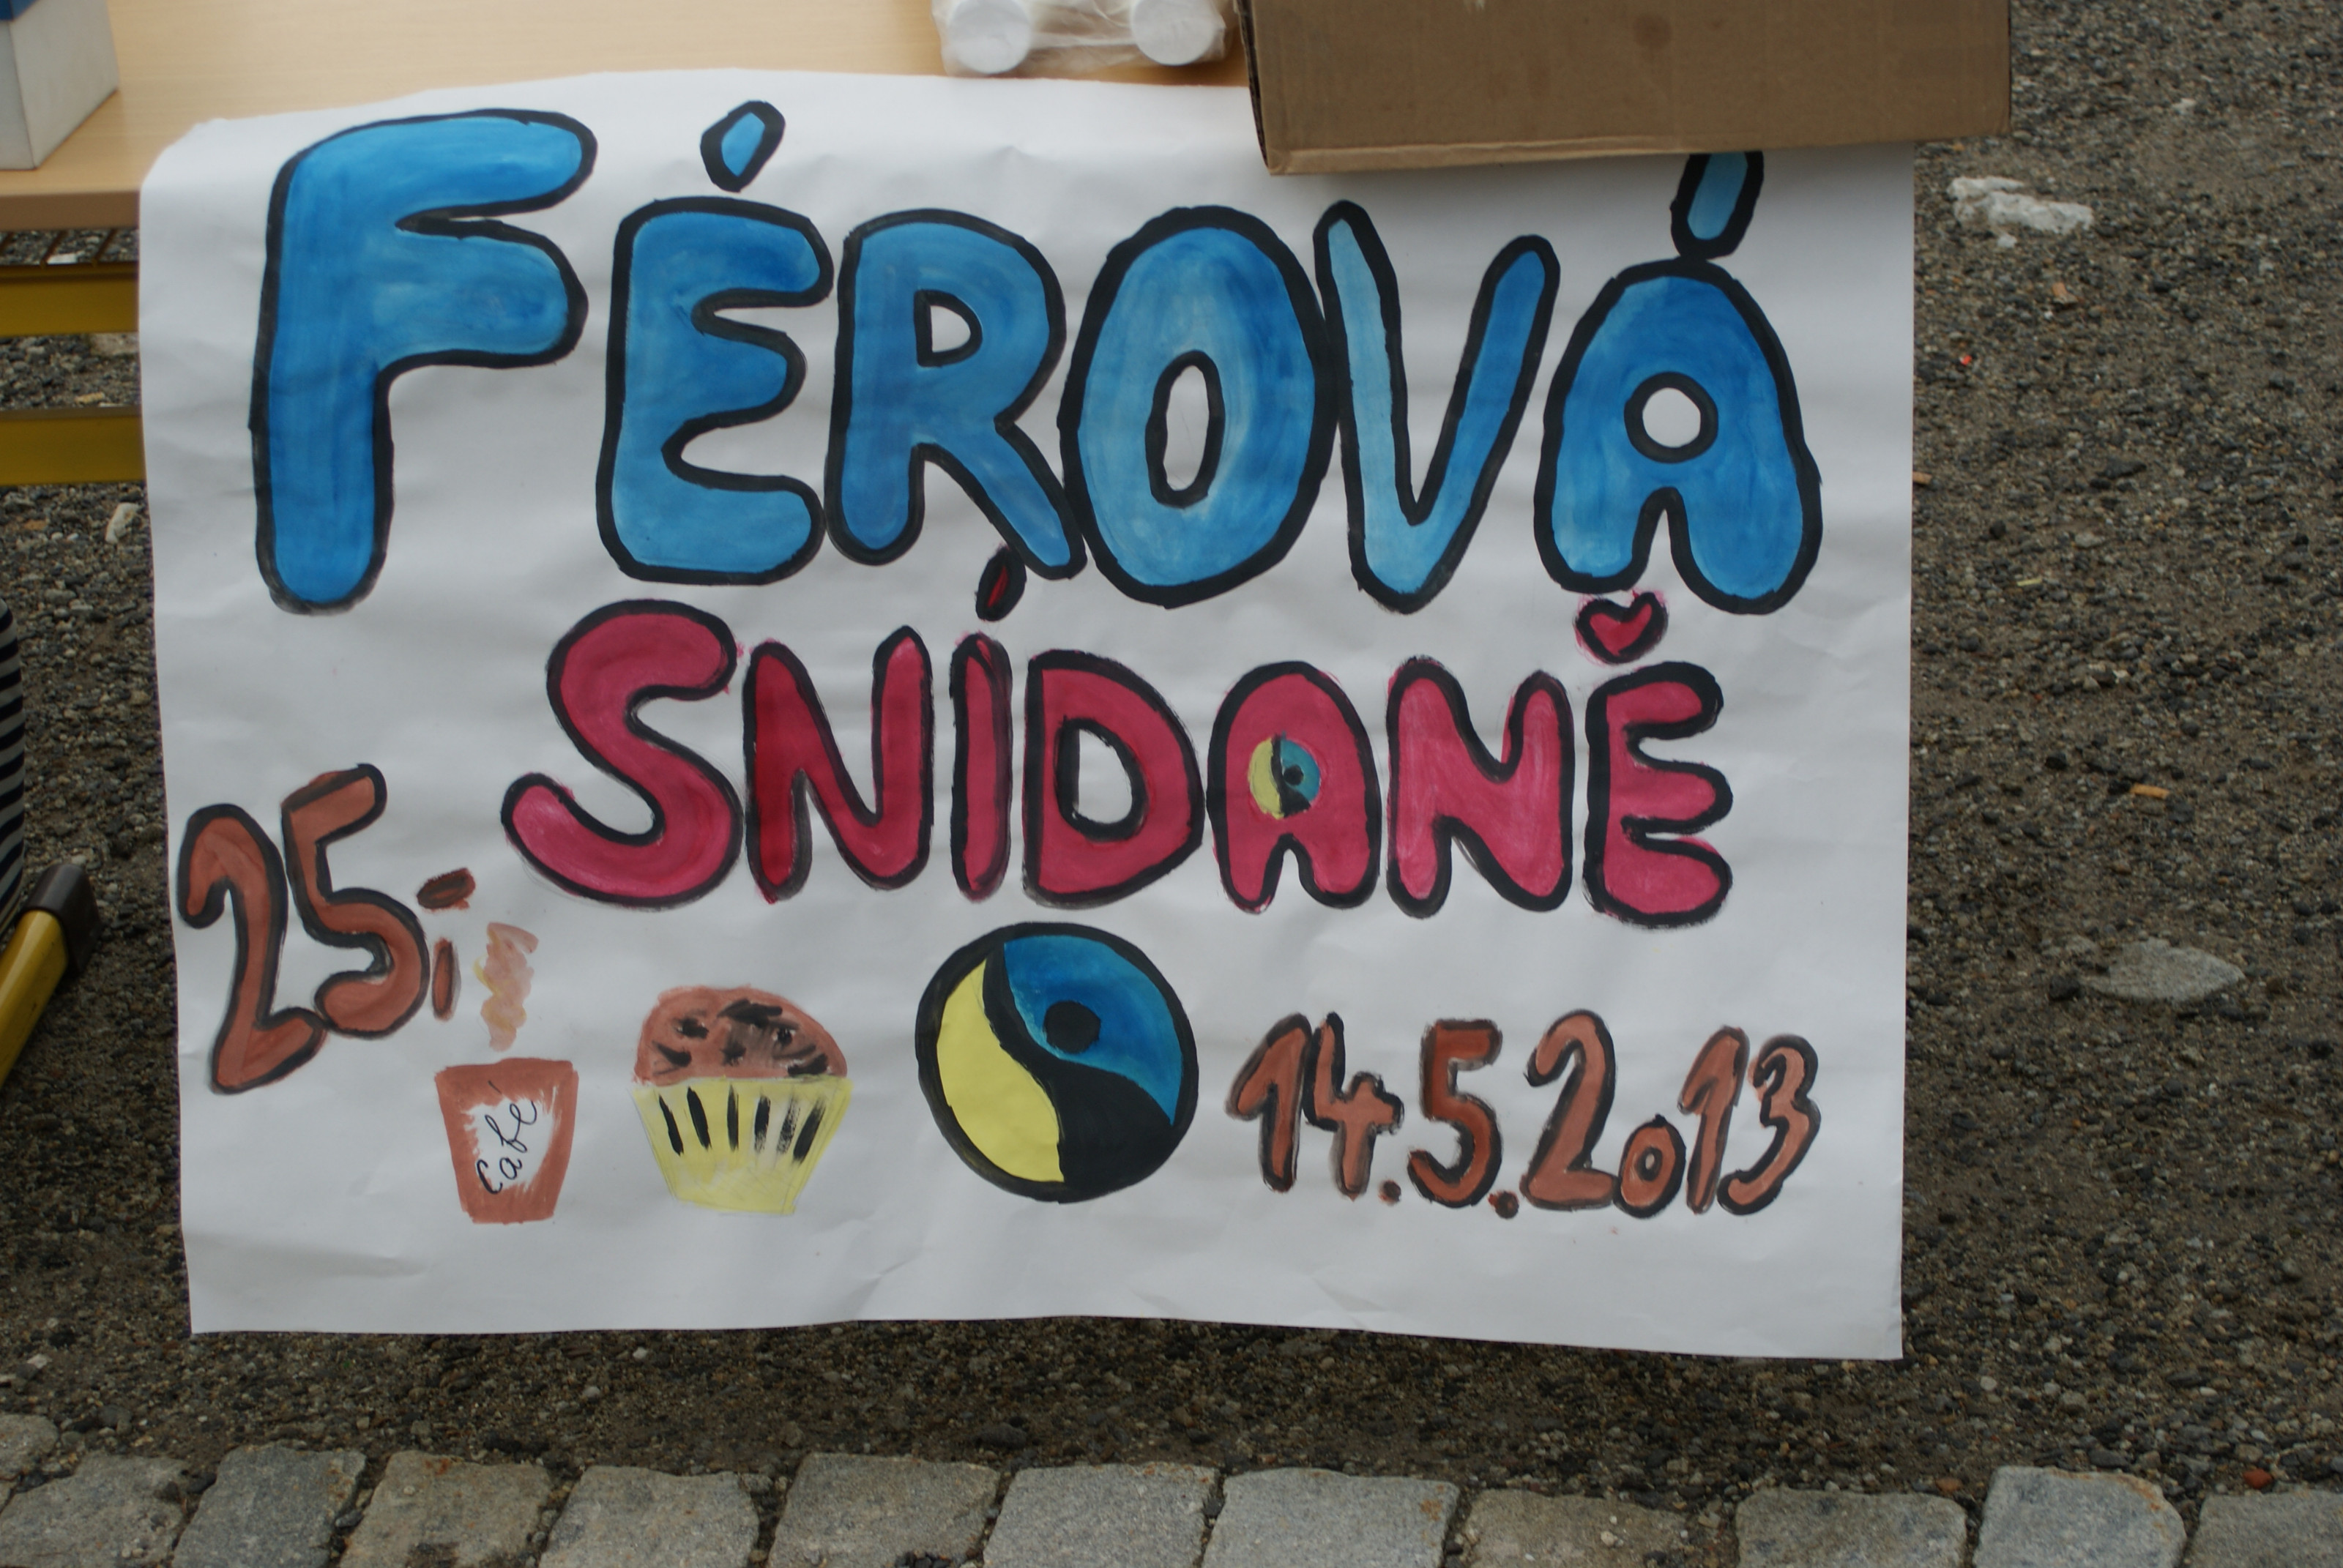 FÉROVÁ
SNÍDANĚ
25,-
Café
14.5.2013